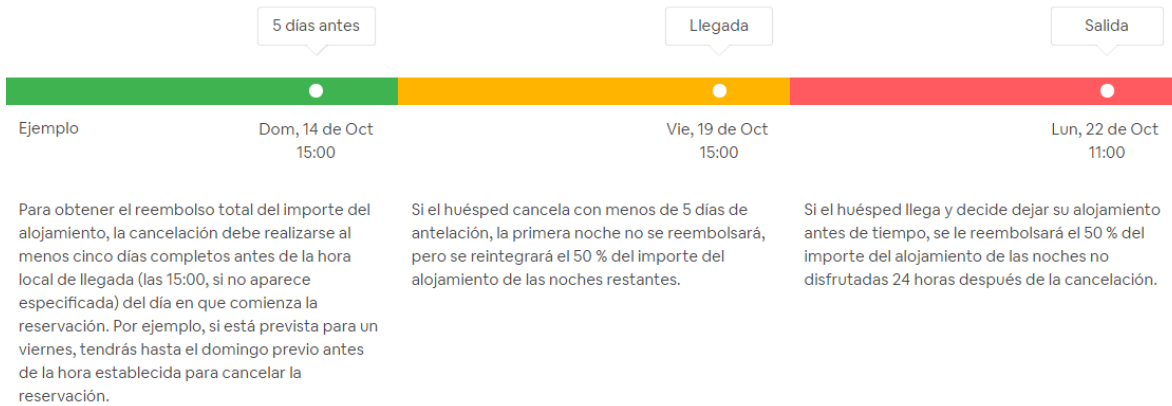 5 días antes
Llegada
Salida
Ejemplo
Dom, 14 de Oct
15:00
Vie, 19 de Oct
15:00
Lun, 22 de Oct
11:00
Para obtener el reembolso total del importe del
alojamiento, la cancelación debe realizarse al
menos cinco días completos antes de la hora
local de llegada (las 15:00, si no aparece
especificada) del día en que comienza la
reservación. Por ejemplo, si está prevista para un
viernes, tendrás hasta el domingo previo antes
de la hora establecida para cancelar la
reservación.
Si el huésped cancela con menos de 5 días de
antelación, la primera noche no se reembolsará,
pero se reintegrará el 50 % del importe del
alojamiento de las noches restantes.
Si el huésped llega y decide dejar su alojamiento
antes de tiempo, se le reembolsará el 50 % del
importe del alojamiento de las noches no
disfrutadas 24 horas después de la cancelación.